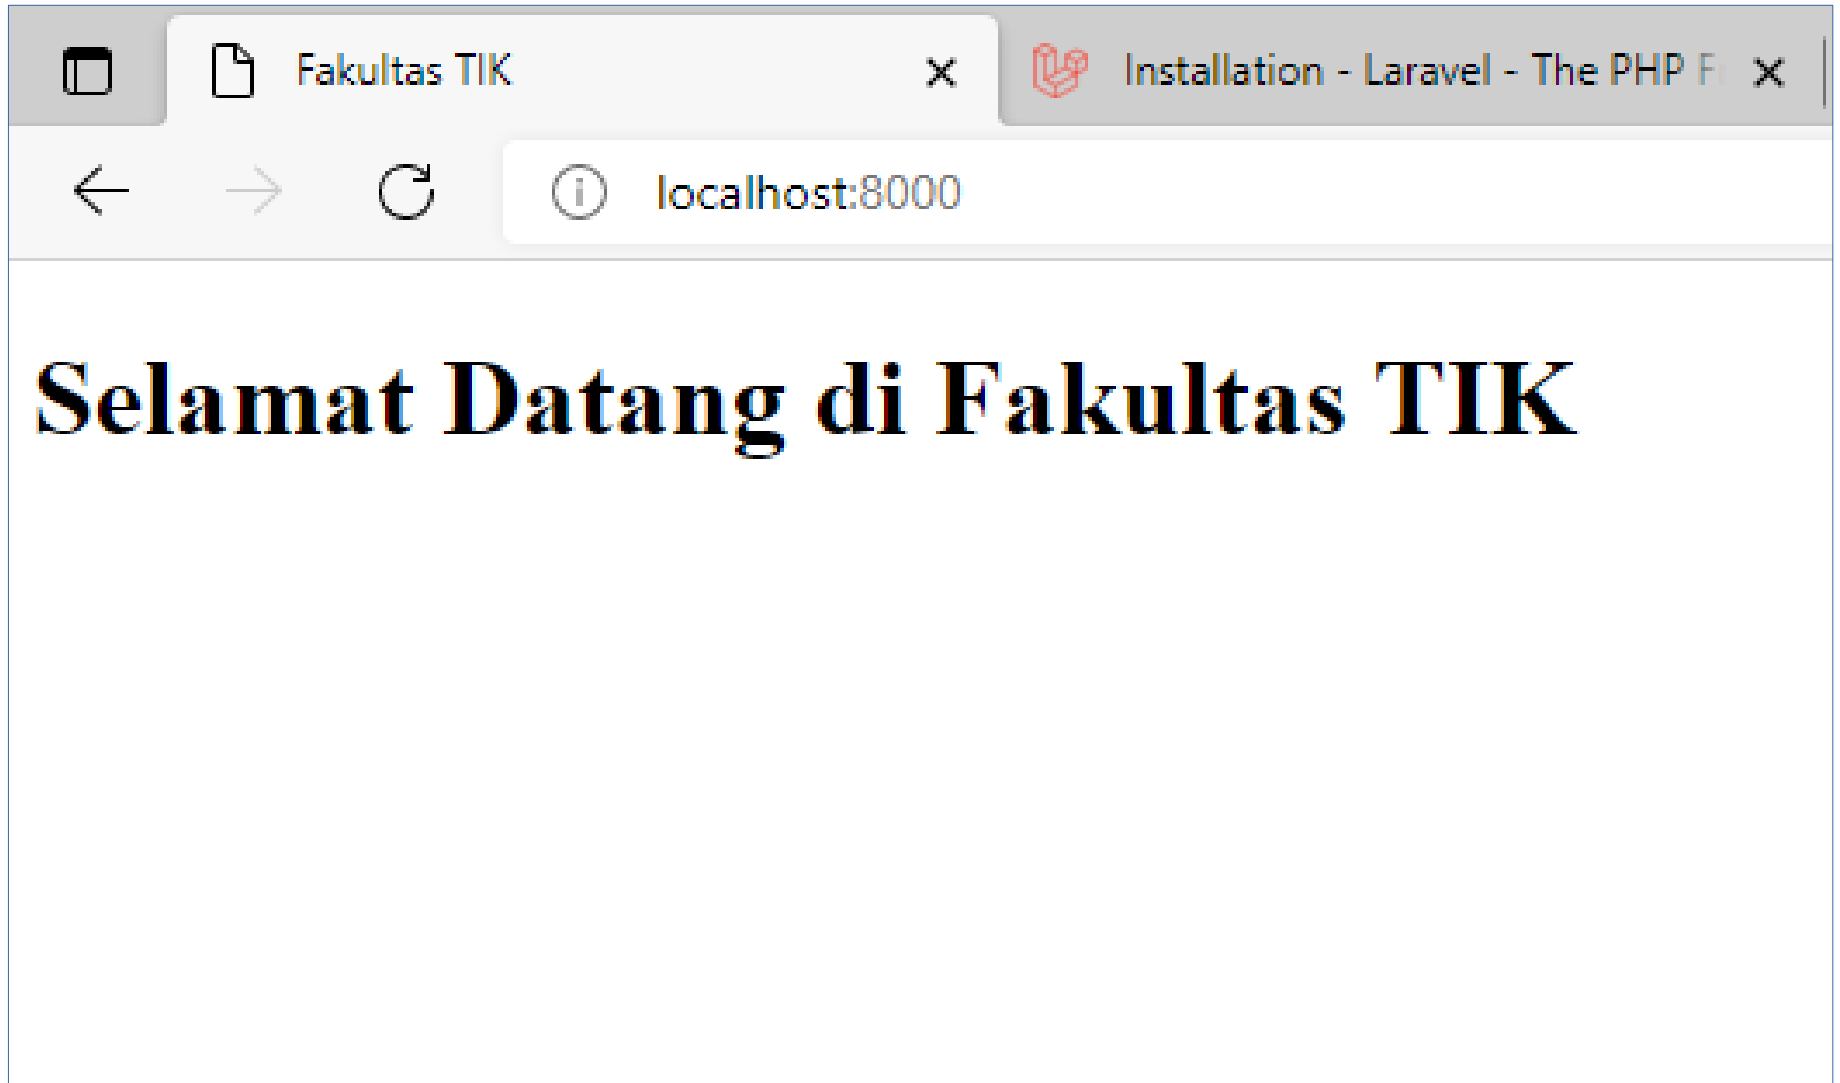 Fakultas TIK
Installation - Laravel - The PHP
localhost:8000
Selamat Datang di Fakultas TIK